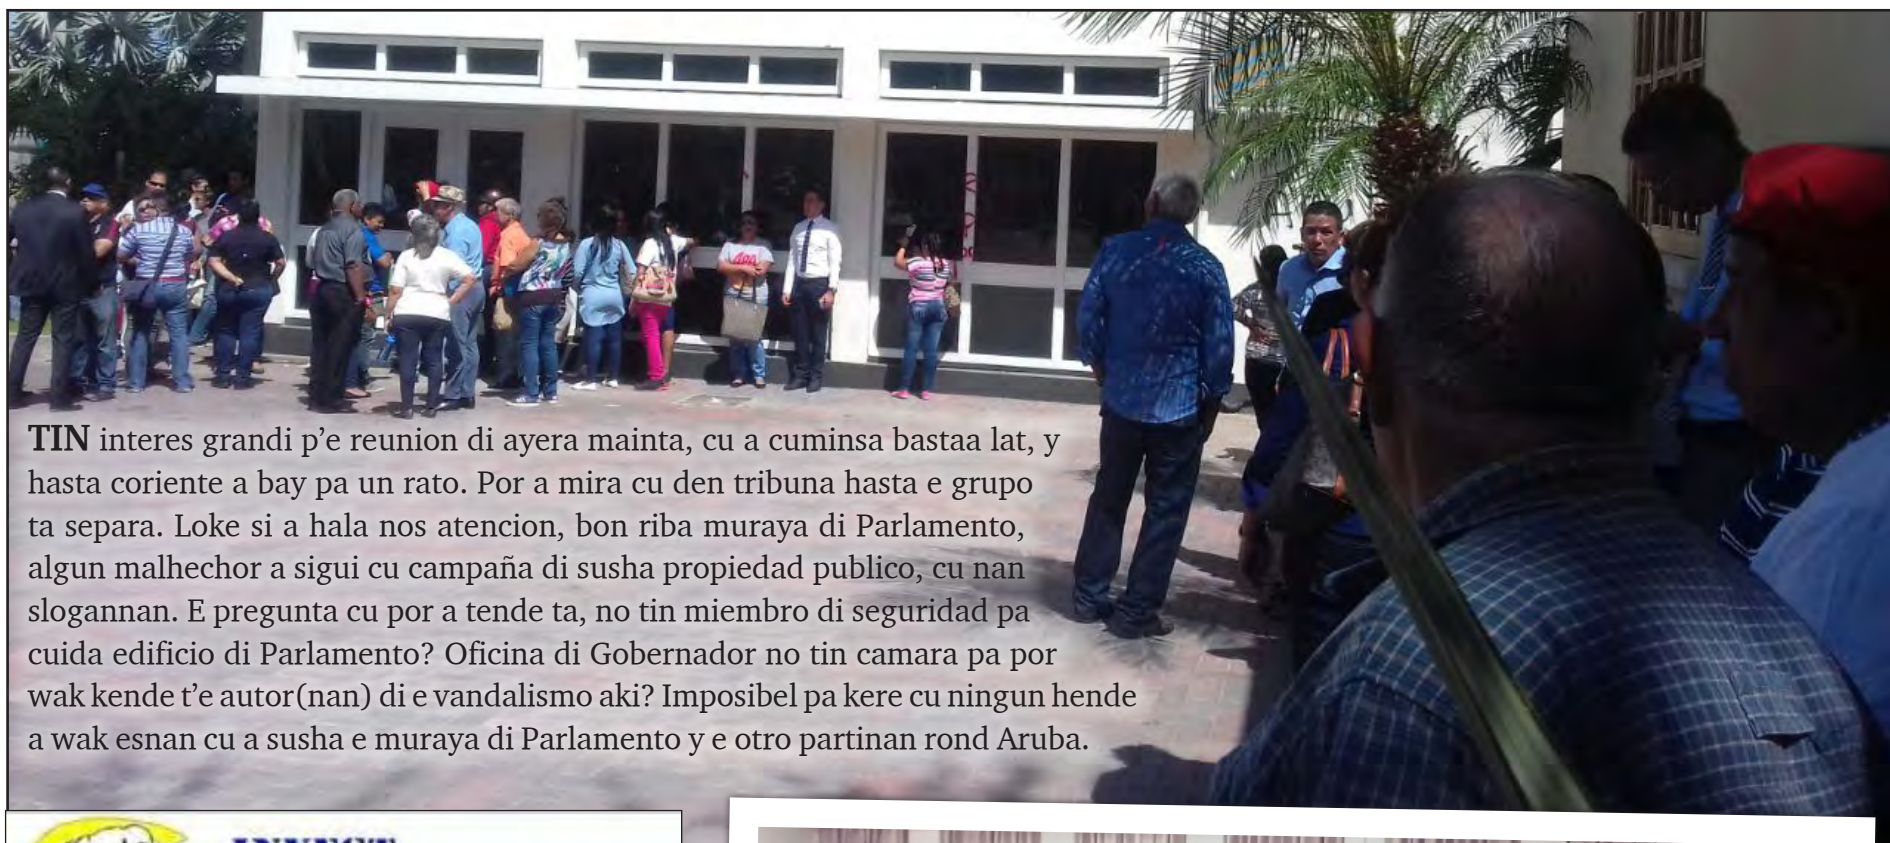 TIN interes grandi p'e reunion di ayera mainta, cu a cuminsa bastaa lat, y
hasta coriente a bay pa un rato. Por a mira cu den tribuna hasta e grupo
ta separa. Loke si a hala nos atencion, bon riba muraya di Parlamento,
algun malhechor a sigui cu campaña di susha propiedad publico, cu nan
slogannan. E pregunta cu por a tende ta, no tin miembro di seguridad pa
cuida edificio di Parlamento? Oficina di Gobernador no tin camara pa por
wak kende t'e autor(nan) di e vandalismo aki? Imposibel pa kere cu ningun hende
a wak esnan cu a susha e muraya di Parlamento y e otro partinan rond Aruba.